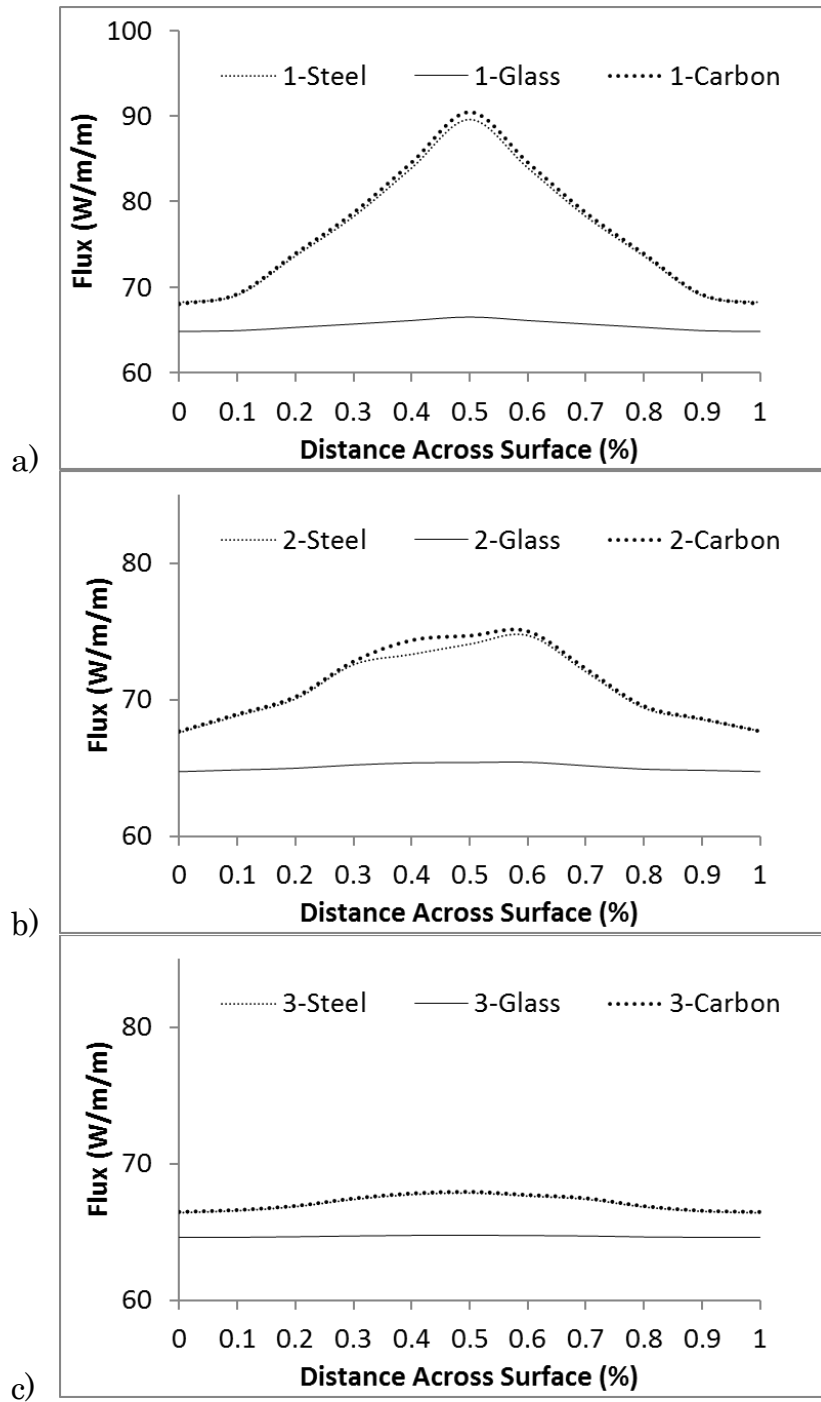 100
90
80
70
60
Flux (W/m/m)
1-Steel 1-Glass 1-Carbon
0 0.1 0.2 0.3 0.4 0.5 0.6 0.7 0.8 0.9 1
Distance Across Surface (%)
a)
80
70
60
Flux (W/m/m)
2-Steel 2-Glass 2-Carbon
0 0.1 0.2 0.3 0.4 0.5 0.6 0.7 0.8 0.9 1
Distance Across Surface (%)
b)
80
70
60
Flux (W/m/m)
3-Steel 3-Glass 3-Carbon
0 0.1 0.2 0.3 0.4 0.5 0.6 0.7 0.8 0.9 1
Distance Across Surface (%)
c)